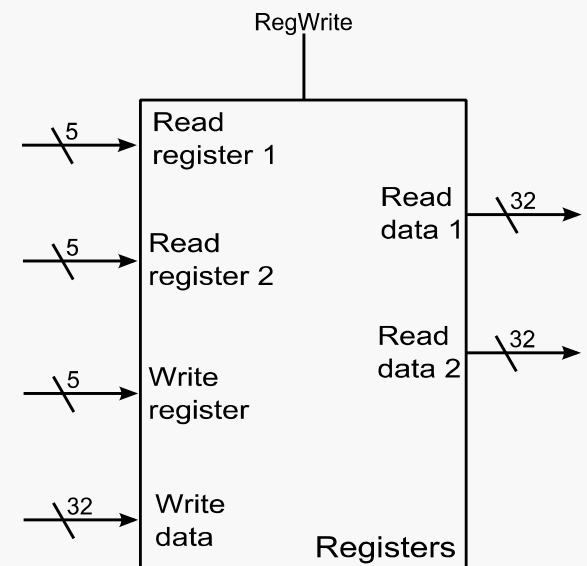 RegWrite
5
Read
register 1
Read
data 1
32
5
Read
register 2
Read
data 2
32
5
Write
register
32
Write
data
Registers